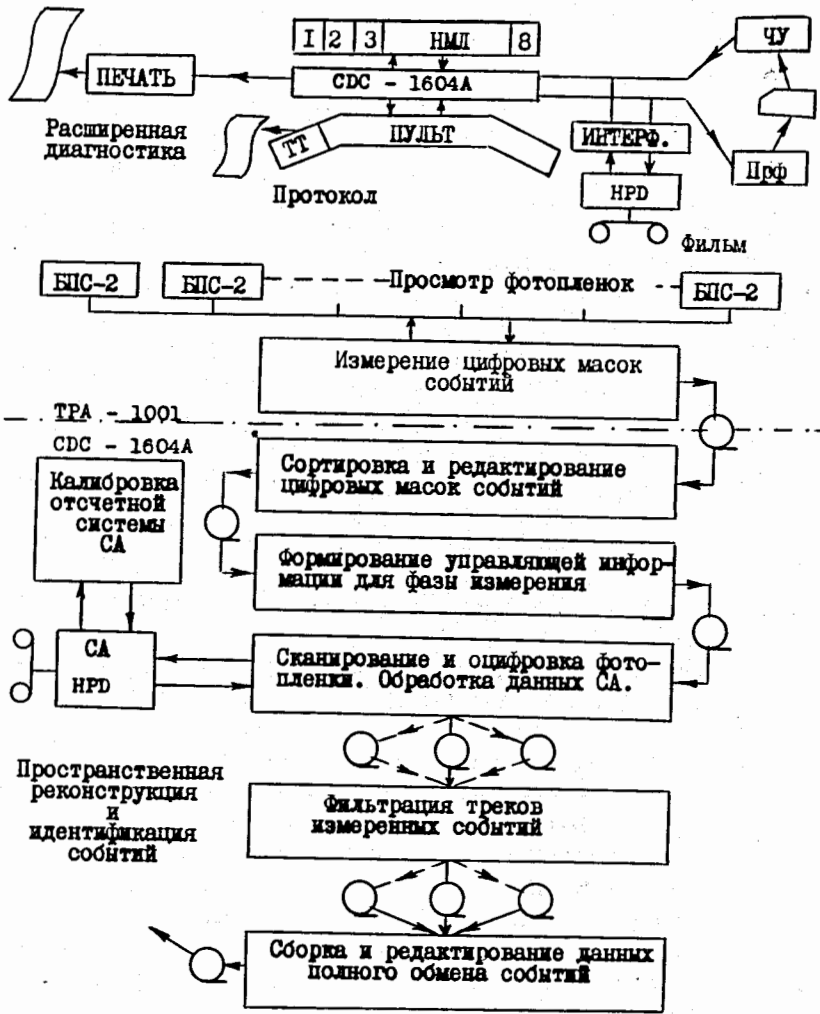 I 2 3 НМЛ 8
ЧУ
ПЕЧАТЬ
CDC - 1604A
Расширенная
диагностика
ТТ
ПУЛЬТ
ИНТЕРФ.
Прф
Протокол
HPD
Фильм
БПС-2
БПС-2
Просмотр фотопленок
БПС-2
Измерение цифровых масок
событий
ТРА - 1001
CDC - 1604A
Калибровка
отсчетной
системы
СА
Сортировка и редактирование
цифровых масок событий
Формирование управляющей инфор-
мации для фазы измерения
СА
HPD
Сканирование и оцифровка фото-
пленки. Обработка данных СА.
Пространственная
реконструкция
и
идентификация
событий
Фильтрация треков
измеренных событий
Сборка и редактирование данных
полного обмена событий